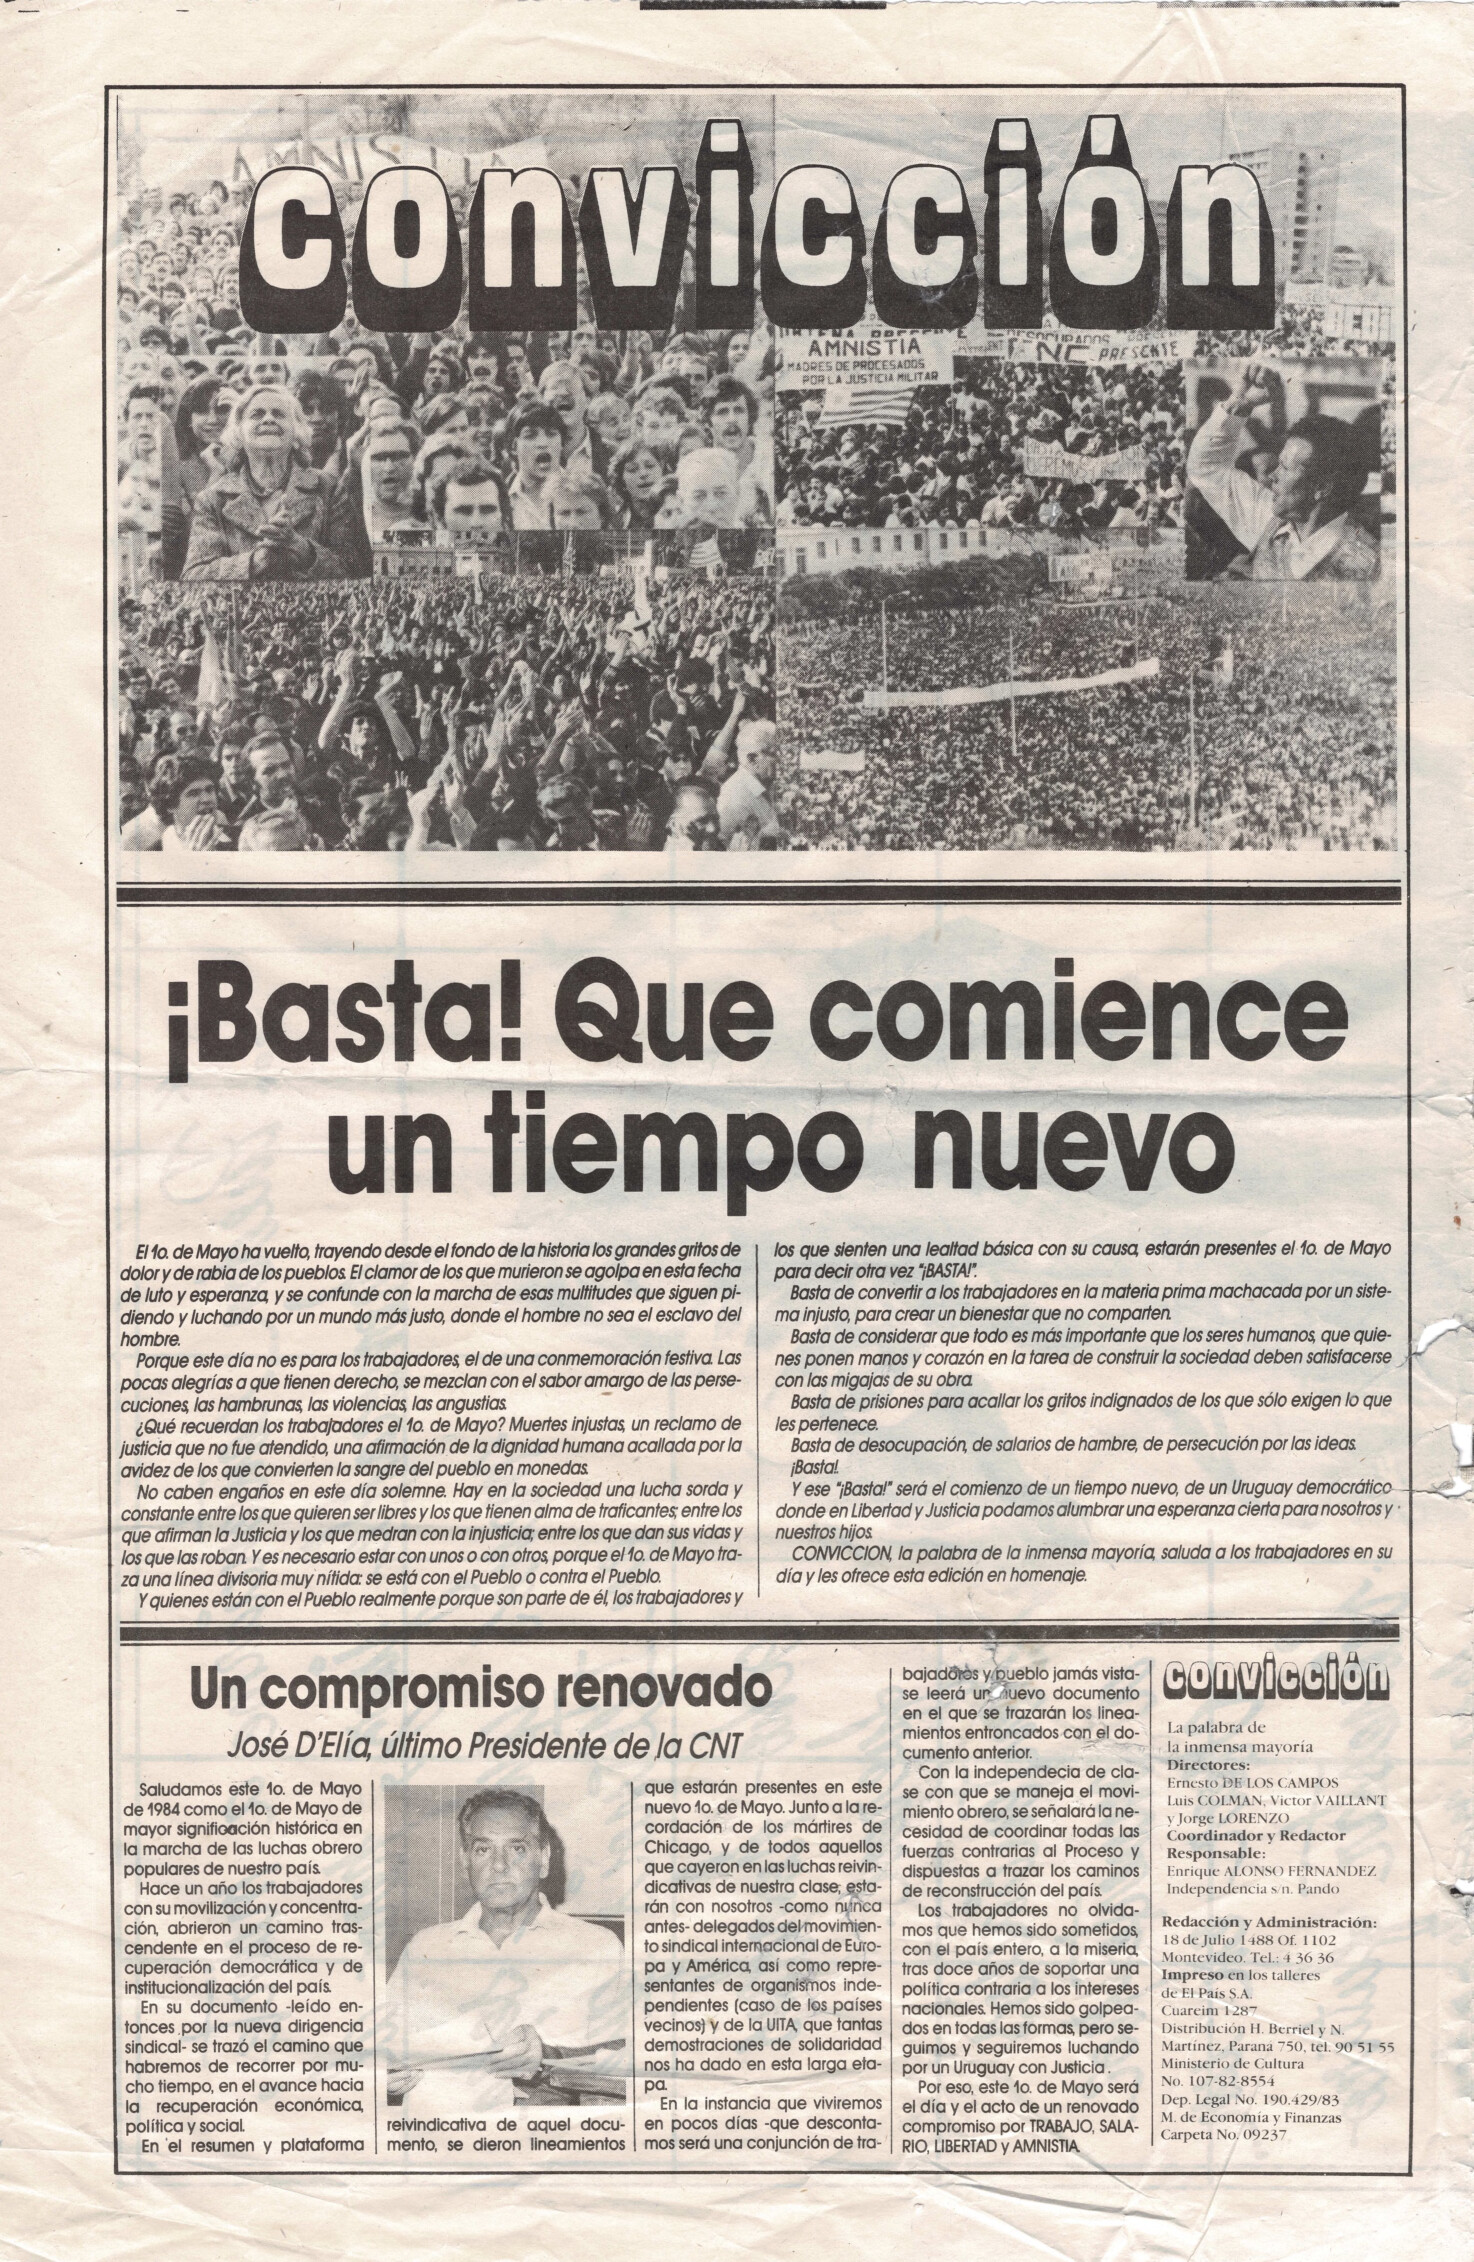 AMNISTIA
convicción
AMNISTIA
MADRES DE PROCESADOS
POR LA JUSTICIA MILITAR
PRESENTE
¡Basta! Que comience
un tiempo nuevo
El 1o. de Mayo ha vuelto, trayendo desde el fondo de la historia los grandes gritos de
dolor y de rabia de los pueblos. El clamor de los que murieron se agolpa en esta fecha
de luto y esperanza, y se confunde con la marcha de esas multitudes que siguen pi-
diendo y luchando por un mundo más justo, donde el hombre no sea el esclavo del
hombre.
Porque este día no es para los trabajadores, el de una conmemoración festiva. Las
pocas alegrías a que tienen derecho, se mezclan con el sabor amargo de las perse-
cuciones, las hambrunas, las violencias, las angustias.
¿Qué recuerdan los trabajadores el 1o. de Mayo? Muertes injustas, un reclamo de
justicia que no fue atendido, una afirmación de la dignidad humana acallada por la
avidez de los que convierten la sangre del pueblo en monedas.
No caben engaños en este día solemne. Hay en la sociedad una lucha sorda y
constante entre los que quieren ser libres y los que tienen alma de traficantes; entre los
que afirman la Justicia y los que medran con la injusticia; entre los que dan sus vidas y
los que las roban. Y es necesario estar con unos o con otros, porque el 1o. de Mayo tra-
za una línea divisoria muy nítida: se está con el Pueblo o contra el Pueblo.
Y quienes están con el Pueblo realmente porque son parte de él, los trabajadores y
los que sienten una lealtad básica con su causa, estarán presentes el 1o. de Mayo
para decir otra vez "¡BASTA!".
Basta de convertir a los trabajadores en la materia prima machacada por un siste-
ma injusto, para crear un bienestar que no comparten.
Basta de considerar que todo es más importante que los seres humanos, que quie-
nes ponen manos y corazón en la tarea de construir la sociedad deben satisfacerse
con las migajas de su obra.
Basta de prisiones para acallar los gritos indignados de los que sólo exigen lo que
les pertenece.
Basta de desocupación, de salarios de hambre, de persecución por las ideas.
¡Basta!.
Y ese "¡Basta!" será el comienzo de un tiempo nuevo, de un Uruguay democrático
donde en Libertad y Justicia podamos alumbrar una esperanza cierta para nosotros y
nuestros hijos.
CONVICCION, la palabra de la inmensa mayoría, saluda a los trabajadores en su
día y les ofrece esta edición en homenaje.
Un compromiso renovado
José D'Elía, último Presidente de la CNT
Saludamos este 1o. de Mayo
de 1984 como el 1o. de Mayo de
mayor significación histórica en
la marcha de las luchas obrero
populares de nuestro país.
Hace un año los trabajadores
con su movilización y concentra-
ción, abrieron un camino tras-
cendente en el proceso de re-
cuperación democrática y de
institucionalización del país.
En su documento -leído en-
tonces por la nueva dirigencia
sindical- se trazó el camino que
habremos de recorrer por mu-
cho tiempo, en el avance hacia
la recuperación económica,
política y social.
En el resumen y plataforma
reivindicativa de aquel docu-
mento, se dieron lineamientos
que estarán presentes en este
nuevo 1o. de Mayo. Junto a la re-
cordación de los mártires de
Chicago, y de todos aquellos
que cayeron en las luchas reivin-
dicativas de nuestra clase, esta-
rán con nosotros -como nunca
antes- delegados del movimien-
to sindical internacional de Euro-
pa y América, así como repre-
sentantes de organismos inde-
pendientes (caso de los países
vecinos) y de la UITA, que tantas
demostraciones de solidaridad
nos ha dado en esta larga eta-
pa.
En la instancia que viviremos
en pocos días -que desconta-
mos será una conjunción de tra-
bajadores y pueblo jamás vista-
se leerá un nuevo documento
en el que se trazarán los linea-
mientos entroncados con el do-
cumento anterior.
Con la independecia de cla-
se con que se maneja el movi-
miento obrero, se señalará la ne-
cesidad de coordinar todas las
fuerzas contrarias al Proceso y
dispuestas a trazar los caminos
de reconstrucción del país.
Los trabajadores no olvida-
mos que hemos sido sometidos,
con el país entero, a la miseria,
tras doce años de soportar una
política contraria a los intereses
nacionales. Hemos sido golpea-
dos en todas las formas, pero se-
guimos y seguiremos luchando
por un Uruguay con Justicia.
Por eso, este 1o. de Mayo será
el día y el acto de un renovado
compromiso por TRABAJO, SALA-
RIO, LIBERTAD y AMNISTIA.
convicción
La palabra de
la inmensa mayoría
Directores:
Ernesto DE LOS CAMPOS
Luis COLMAN, Victor VAILLANT
y Jorge LORENZO
Coordinador y Redactor
Responsable:
Enrique ALONSO FERNANDEZ
Independencia s/n. Pando
Redacción y Administración:
18 de Julio 1488 Of. 1102
Montevideo. Tel.: 4 36 36
Impreso en los talleres
de El País S.A.
Cuareim 1287
Distribución H. Berriel y N.
Martínez, Paraná 750, tel. 90 51 55
Ministerio de Cultura
No. 107-82-8554
Dep. Legal No. 190.429/83
M. de Economía y Finanzas
Carpeta No. 09237